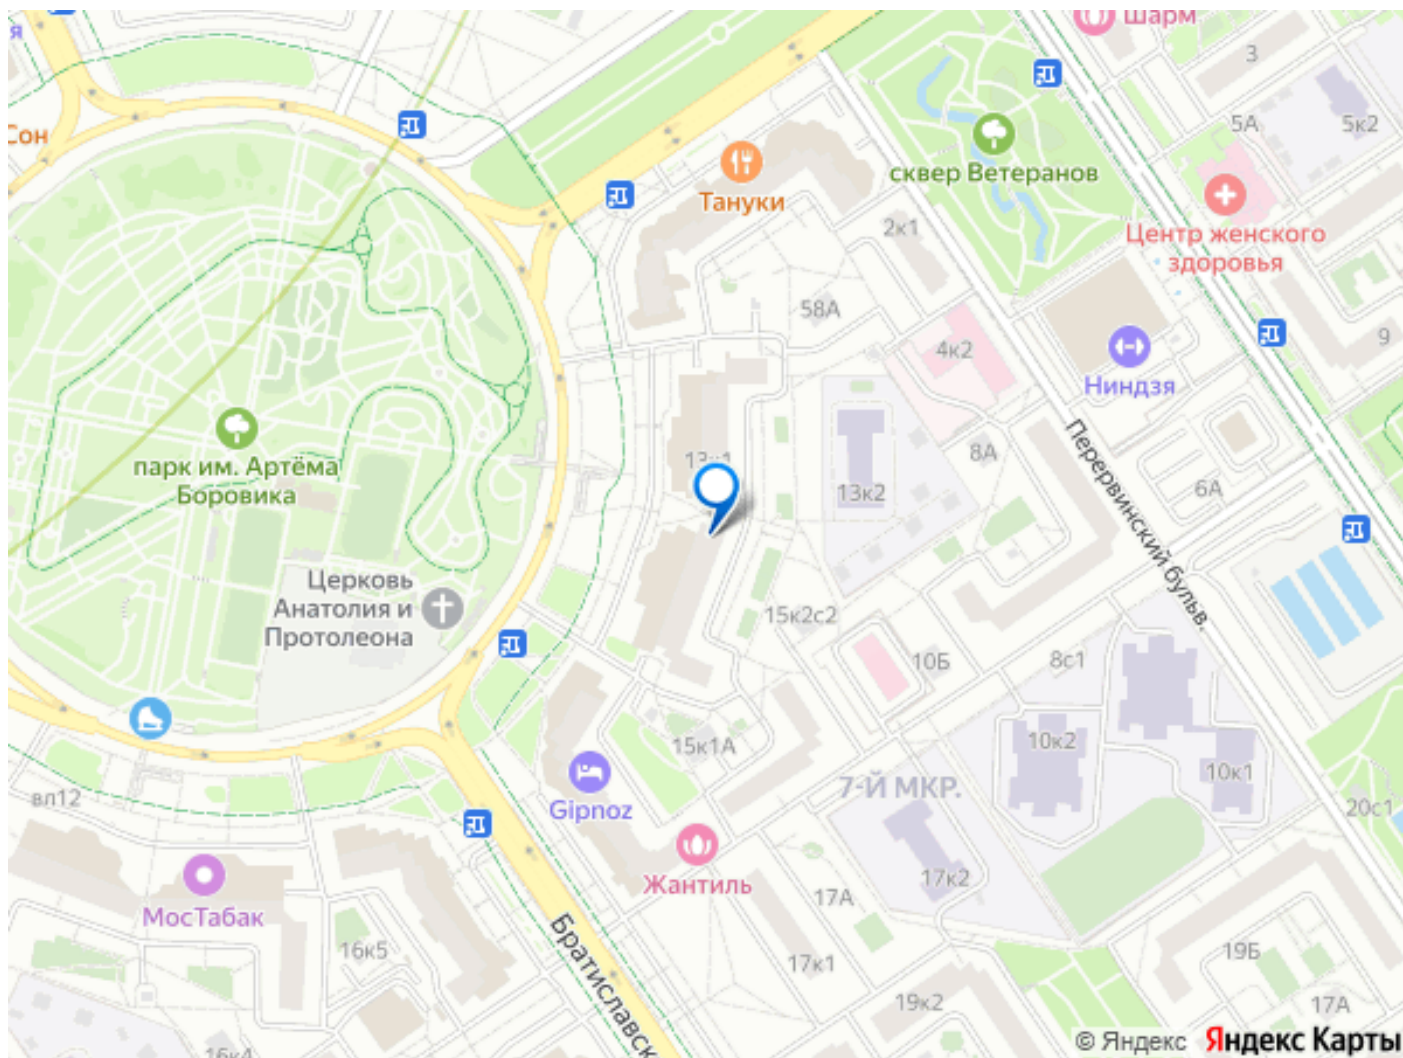 я
Шарм
3
5А
5к2
Сон
сквер Ветеранов
Тануки
2к1
Центр женского
здоровья
58А
4к2
9
Ниндзя
парк им. Артёма
Боровика
13к1
8А
13к2
6А
Перервинский бульв.
Церковь
Анатолия и
Протолеона
15к2с2
10Б
8с1
15к1А
10к2
10к1
7-Й МКР.
вл12
Gipnoz
20с1
Жантиль
МосТабак
17к2
17А
16к5
Братиславск
17к1
19Б
19к2
17А
16к4
© Яндекс Яндекс Карты